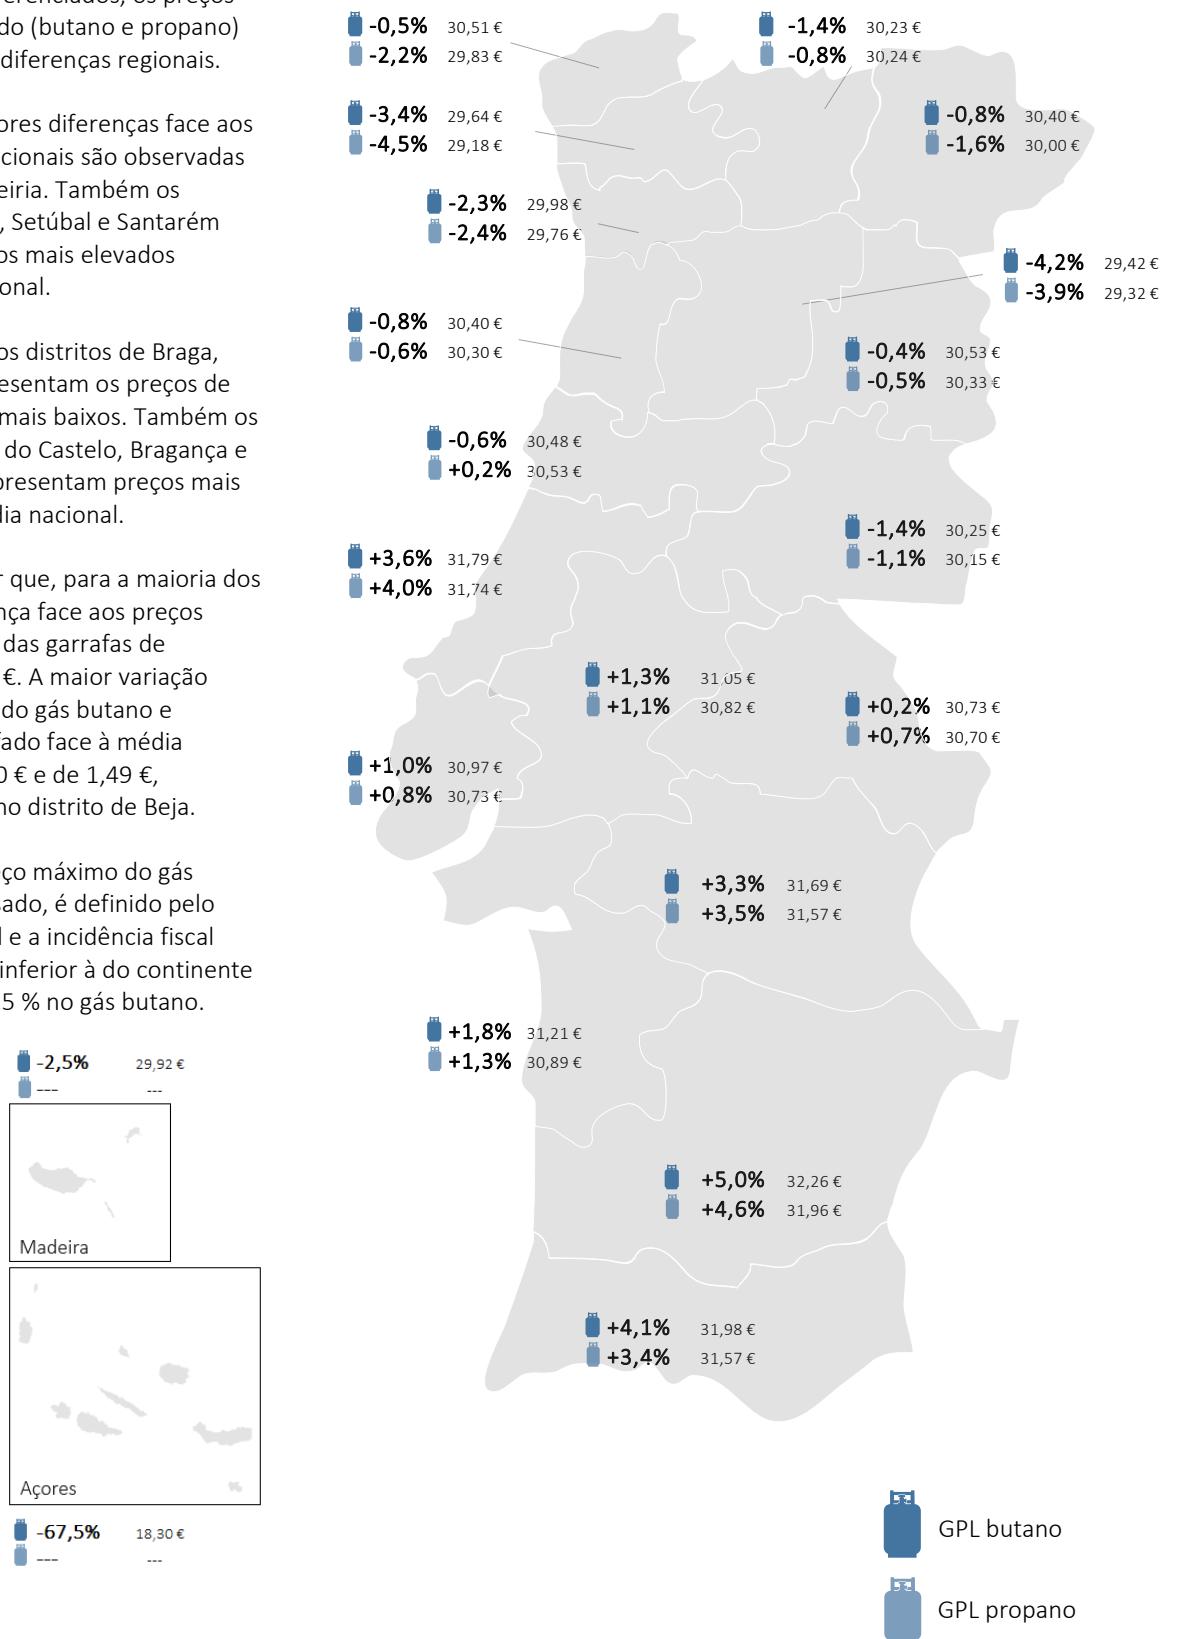 erenciados, os preços
do (butano e propano)
diferenças regionais.
ores diferenças face aos
cionais são observadas
eiria. Também os
, Setúbal e Santarém
os mais elevados
onal.
os distritos de Braga,
resentam os preços de
mais baixos. Também os
do Castelo, Bragança e
presentam preços mais
dia nacional.
r que, para a maioria dos
nça face aos preços
das garrafas de
€. A maior variação
do gás butano e
fado face à média
0 € e de 1,49 €,
no distrito de Beja.
ço máximo do gás
sado, é definido pelo
l e a incidência fiscal
inferior à do continente
5 % no gás butano.
-0,5% 30,51 €
-2,2% 29,83 €
-1,4% 30,23 €
-0,8% 30,24 €
-3,4% 29,64 €
-4,5% 29,18 €
-0,8% 30,40 €
-1,6% 30,00 €
-2,3% 29,98 €
-2,4% 29,76 €
-4,2% 29,42 €
-3,9% 29,32 €
-0,8% 30,40 €
-0,6% 30,30 €
-0,4% 30,53 €
-0,5% 30,33 €
-0,6% 30,48 €
+0,2% 30,53 €
-1,4% 30,25 €
-1,1% 30,15 €
+3,6% 31,79 €
+4,0% 31,74 €
+1,3% 31,05 €
+1,1% 30,82 €
+0,2% 30,73 €
+0,7% 30,70 €
+1,0% 30,97 €
+0,8% 30,73 €
+3,3% 31,69 €
+3,5% 31,57 €
+1,8% 31,21 €
+1,3% 30,89 €
+5,0% 32,26 €
+4,6% 31,96 €
+4,1% 31,98 €
+3,4% 31,57 €
-2,5% 29,92 €
--- ---
Madeira
Açores
-67,5% 18,30 €
--- ---
GPL butano
GPL propano